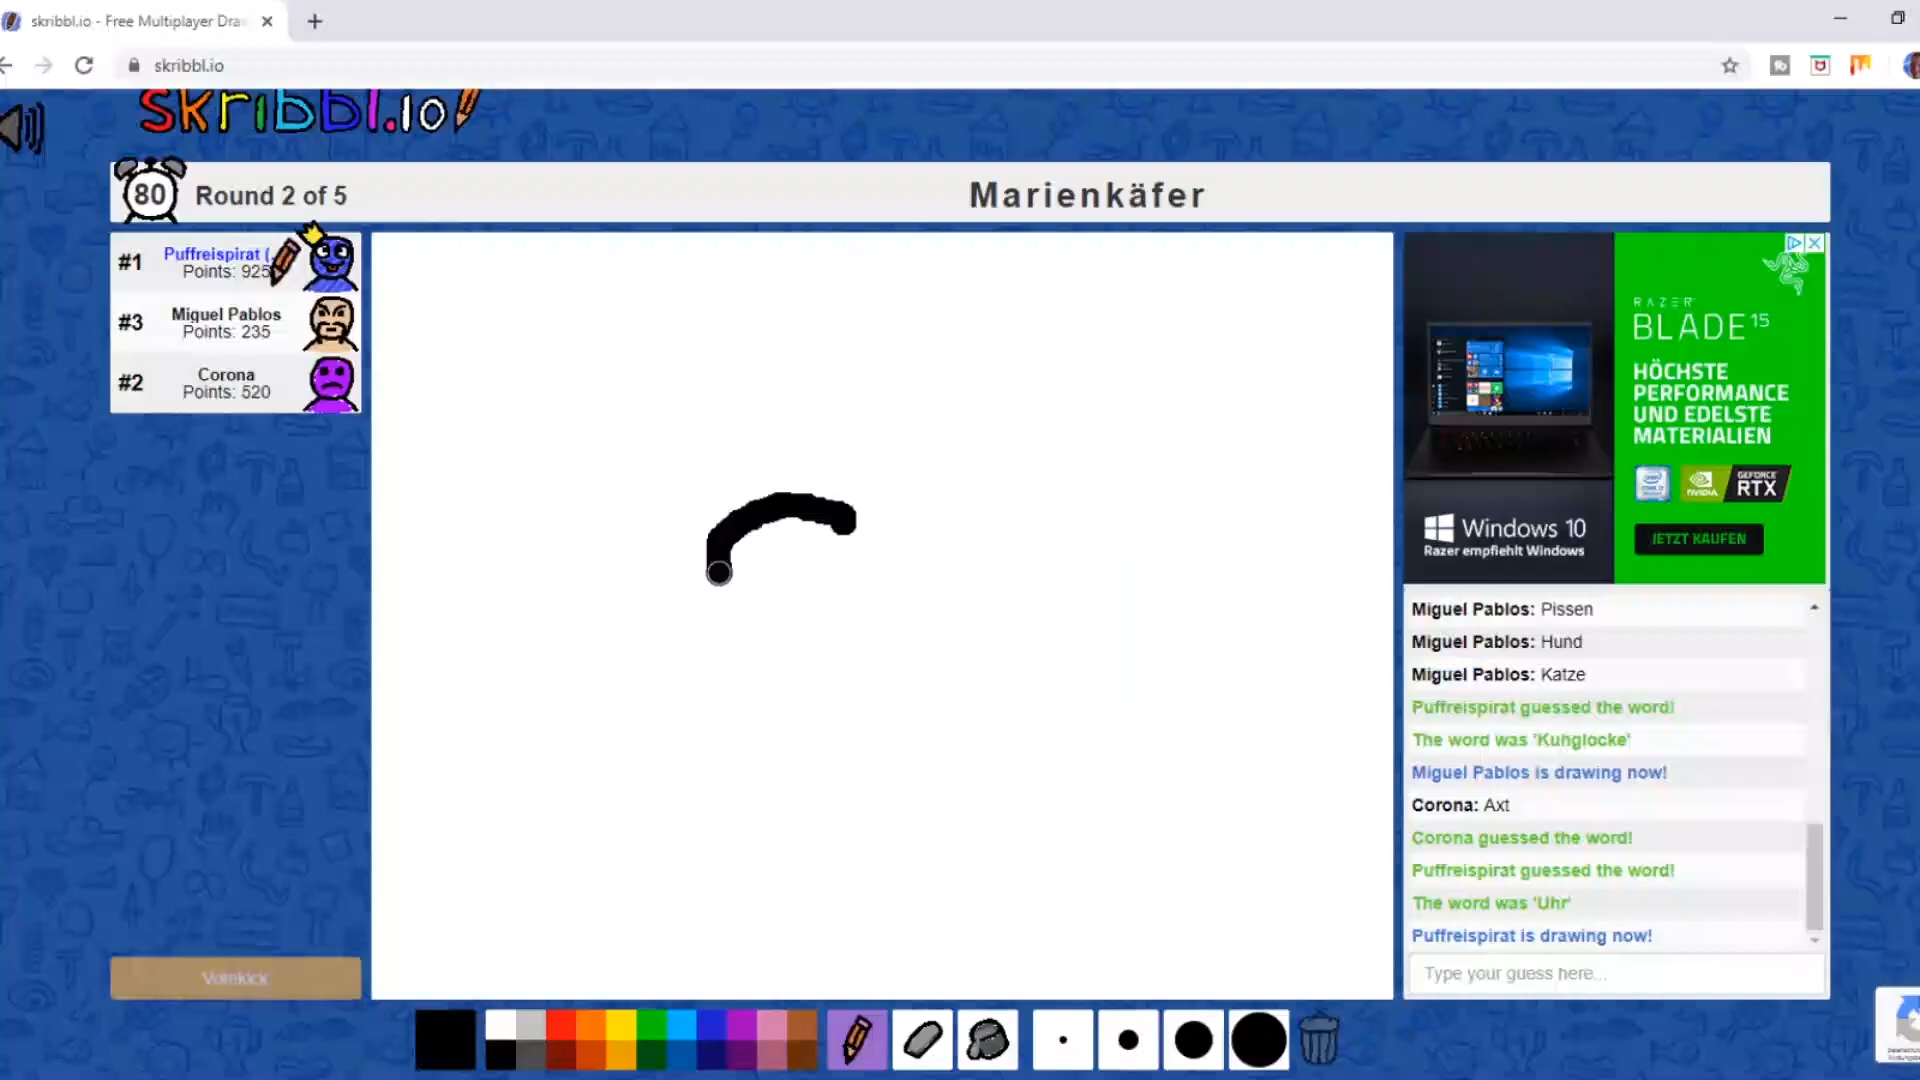 skribbl.io - Free Multiplayer Dra
skribbl.io
skribbl.io
80
Round 2 of 5
Marienkäfer
#1
Puffreispirat (
Points: 925
#3
Miguel Pablos
Points: 235
#2
Corona
Points: 520
Votekick
RAZER
BLADE 15
HÖCHSTE
PERFORMANCE
UND EDELSTE
MATERIALIEN
GEFORCE
RTX
NVIDIA
JETZT KAUFEN
Windows 10
Razer empfiehlt Windows
Miguel Pablos: Pissen
Miguel Pablos: Hund
Miguel Pablos: Katze
Puffreispirat guessed the word!
The word was 'Kuhglocke'
Miguel Pablos is drawing now!
Corona: Axt
Corona guessed the word!
Puffreispirat guessed the word!
The word was 'Uhr'
Puffreispirat is drawing now!
Type your guess here...